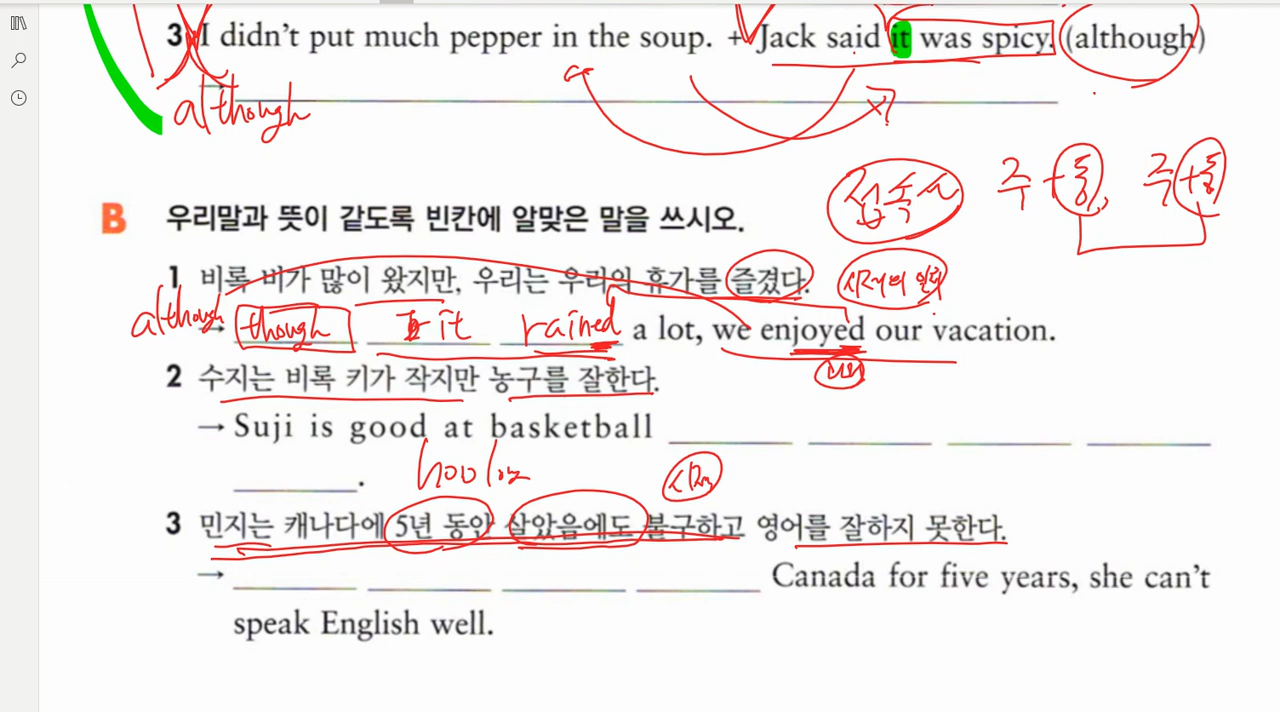 3 I didn't put much pepper in the soup. + Jack said it was spicy. (although)
→
although
접속사 주+동, 주+동
B 우리말과 뜻이 같도록 빈칸에 알맞은 말을 쓰시오.
1 비록 비가 많이 왔지만, 우리는 우리의 휴가를 즐겼다. 시제의 일치
although
→ though it rained a lot, we enjoyed our vacation.
2 수지는 비록 키가 작지만 농구를 잘한다.
→ Suji is good at basketball
.
3 민지는 캐나다에 5년 동안 살았음에도 불구하고 영어를 잘하지 못한다.
→ Canada for five years, she can't
speak English well.